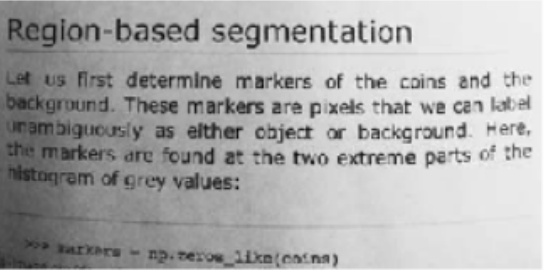 Region-based segmentation
Let us first determine markers of the coins and the
background. These markers are pixels that we can label
unambiguously as either object or background. Here,
the markers are found at the two extreme parts of the
histogram of grey values:
>>> markers = np.zeros_like(coins)